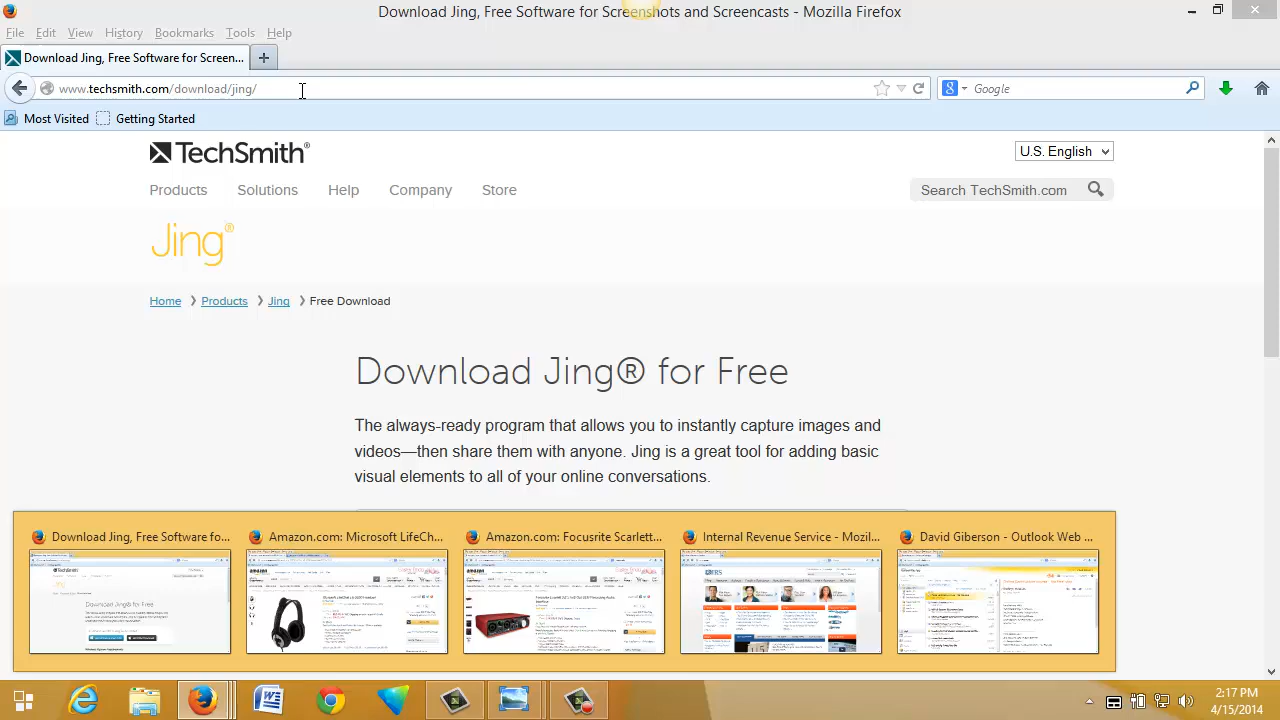 Download Jing, Free Software for Screenshots and Screencasts - Mozilla Firefox
File Edit View History Bookmarks Tools Help
Download Jing, Free Software for Screen...
www.techsmith.com/download/jing/
Google
Most Visited Getting Started
TechSmith®
U.S. English
Products Solutions Help Company Store
Search TechSmith.com
Jing®
Home Products Jing Free Download
Download Jing® for Free
The always-ready program that allows you to instantly capture images and
videos—then share them with anyone. Jing is a great tool for adding basic
visual elements to all of your online conversations.
Download Jing, Free Software fo... Amazon.com: Microsoft LifeCh... Amazon.com: Focusrite Scarlett... Internal Revenue Service - Mozil... David Giberson - Outlook Web ...
Download Jing® for Free
2:17 PM
4/15/2014